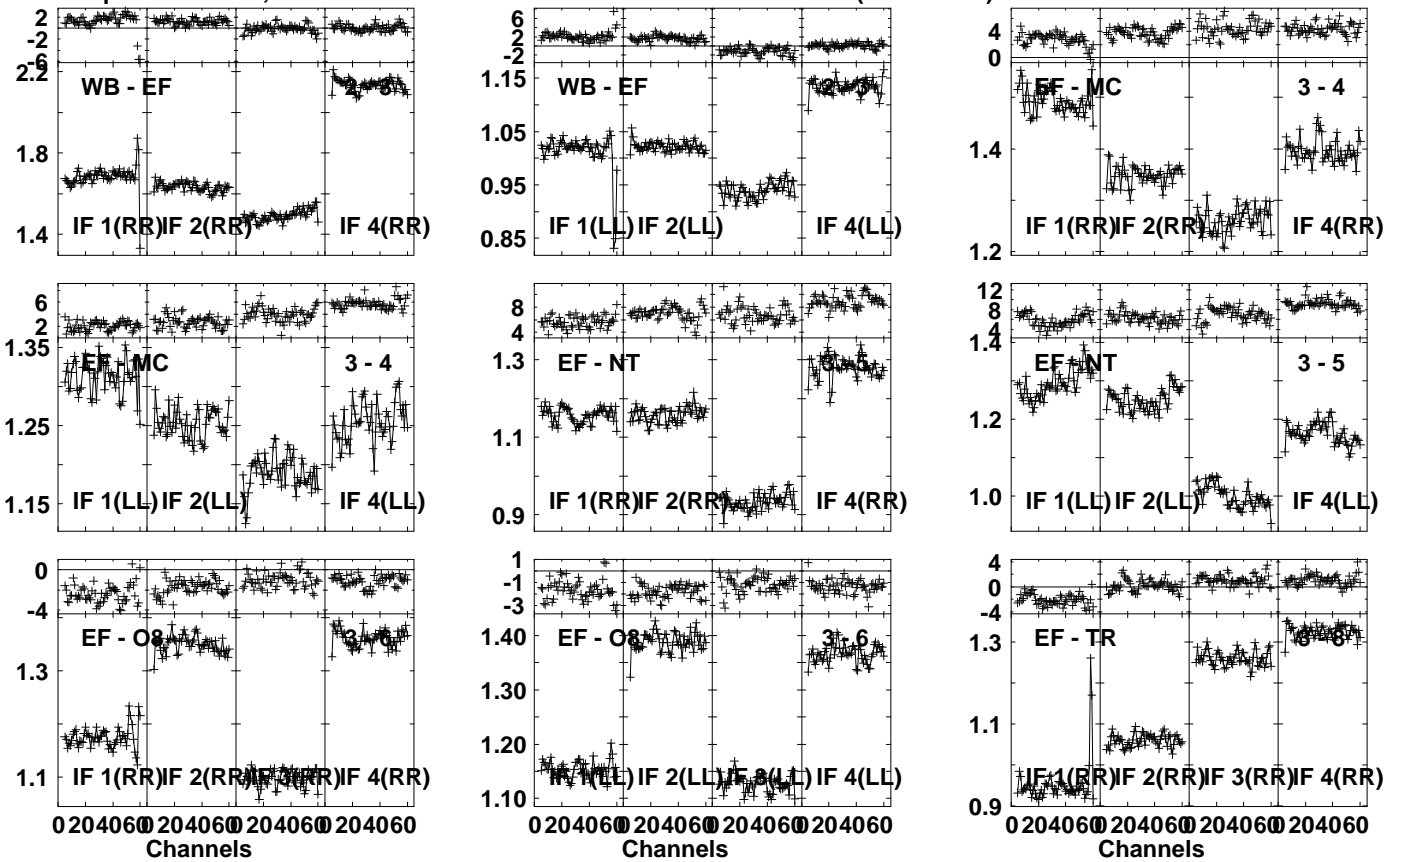 2 -2 -6
6 2 -2
4 0
2.2 1.8 1.4
WB - EF 2 - 3
IF 1(RR) IF 2(RR) IF 4(RR)
1.15 1.05 0.95 0.85
WB - EF 2 - 3
IF 1(LL) IF 2(LL) IF 4(LL)
1.4 1.2
EF - MC 3 - 4
IF 1(RR) IF 2(RR) IF 4(RR)
6 2
8 4
12 8 4
1.35 1.25 1.15
EF - MC 3 - 4
IF 1(LL) IF 2(LL) IF 4(LL)
1.3 1.1 0.9
EF - NT 3 - 5
IF 1(RR) IF 2(RR) IF 4(RR)
1.4 1.2 1.0
EF - NT 3 - 5
IF 1(LL) IF 2(LL) IF 4(LL)
0 -4
1 -1 -3
4 0 -4
1.3 1.1
EF - O8 3 - 6
IF 1(RR) IF 2(RR) IF 3(RR) IF 4(RR)
1.40 1.30 1.20 1.10
EF - O8 3 - 6
IF 1(LL) IF 2(LL) IF 3(LL) IF 4(LL)
1.3 1.1 0.9
EF - TR 3 - 8
IF 1(RR) IF 2(RR) IF 3(RR) IF 4(RR)
0 204060 0 204060 0 204060 0 204060
0 204060 0 204060 0 204060 0 204060
0 204060 0 204060 0 204060 0 204060
Channels Channels Channels